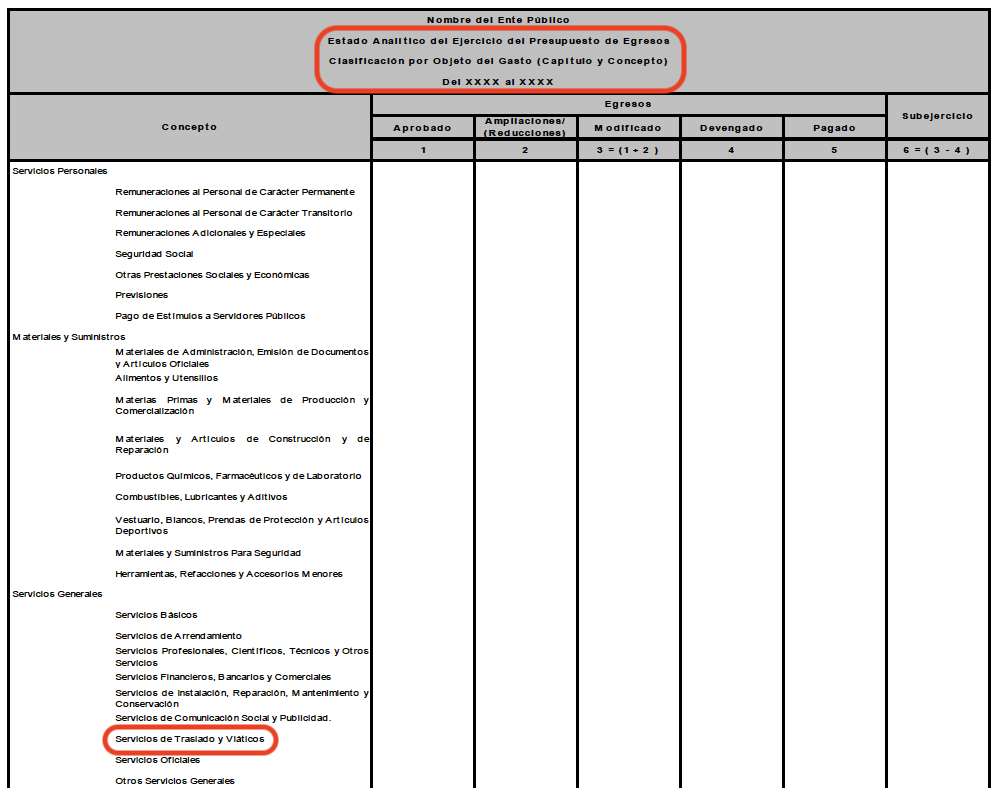 Nombre del Ente Público
Estado Analítico del Ejercicio del Presupuesto de Egresos
Clasificación por Objeto del Gasto (Capítulo y Concepto)
Del XXXX al XXXX
Concepto
Egresos
Subejercicio
Aprobado
Ampliaciones/
(Reducciones)
Modificado
Devengado
Pagado
1
2
3 = (1 + 2 )
4
5
6 = ( 3 - 4 )
Servicios Personales
Remuneraciones al Personal de Carácter Permanente
Remuneraciones al Personal de Carácter Transitorio
Remuneraciones Adicionales y Especiales
Seguridad Social
Otras Prestaciones Sociales y Económicas
Previsiones
Pago de Estímulos a Servidores Públicos
Materiales y Suministros
Materiales de Administración, Emisión de Documentos
y Artículos Oficiales
Alimentos y Utensilios
Materias Primas y Materiales de Producción y
Comercialización
Materiales y Artículos de Construcción y de
Reparación
Productos Químicos, Farmacéuticos y de Laboratorio
Combustibles, Lubricantes y Aditivos
Vestuario, Blancos, Prendas de Protección y Artículos
Deportivos
Materiales y Suministros Para Seguridad
Herramientas, Refacciones y Accesorios Menores
Servicios Generales
Servicios Básicos
Servicios de Arrendamiento
Servicios Profesionales, Científicos, Técnicos y Otros
Servicios
Servicios Financieros, Bancarios y Comerciales
Servicios de Instalación, Reparación, Mantenimiento y
Conservación
Servicios de Comunicación Social y Publicidad.
Servicios de Traslado y Viáticos
Servicios Oficiales
Otros Servicios Generales